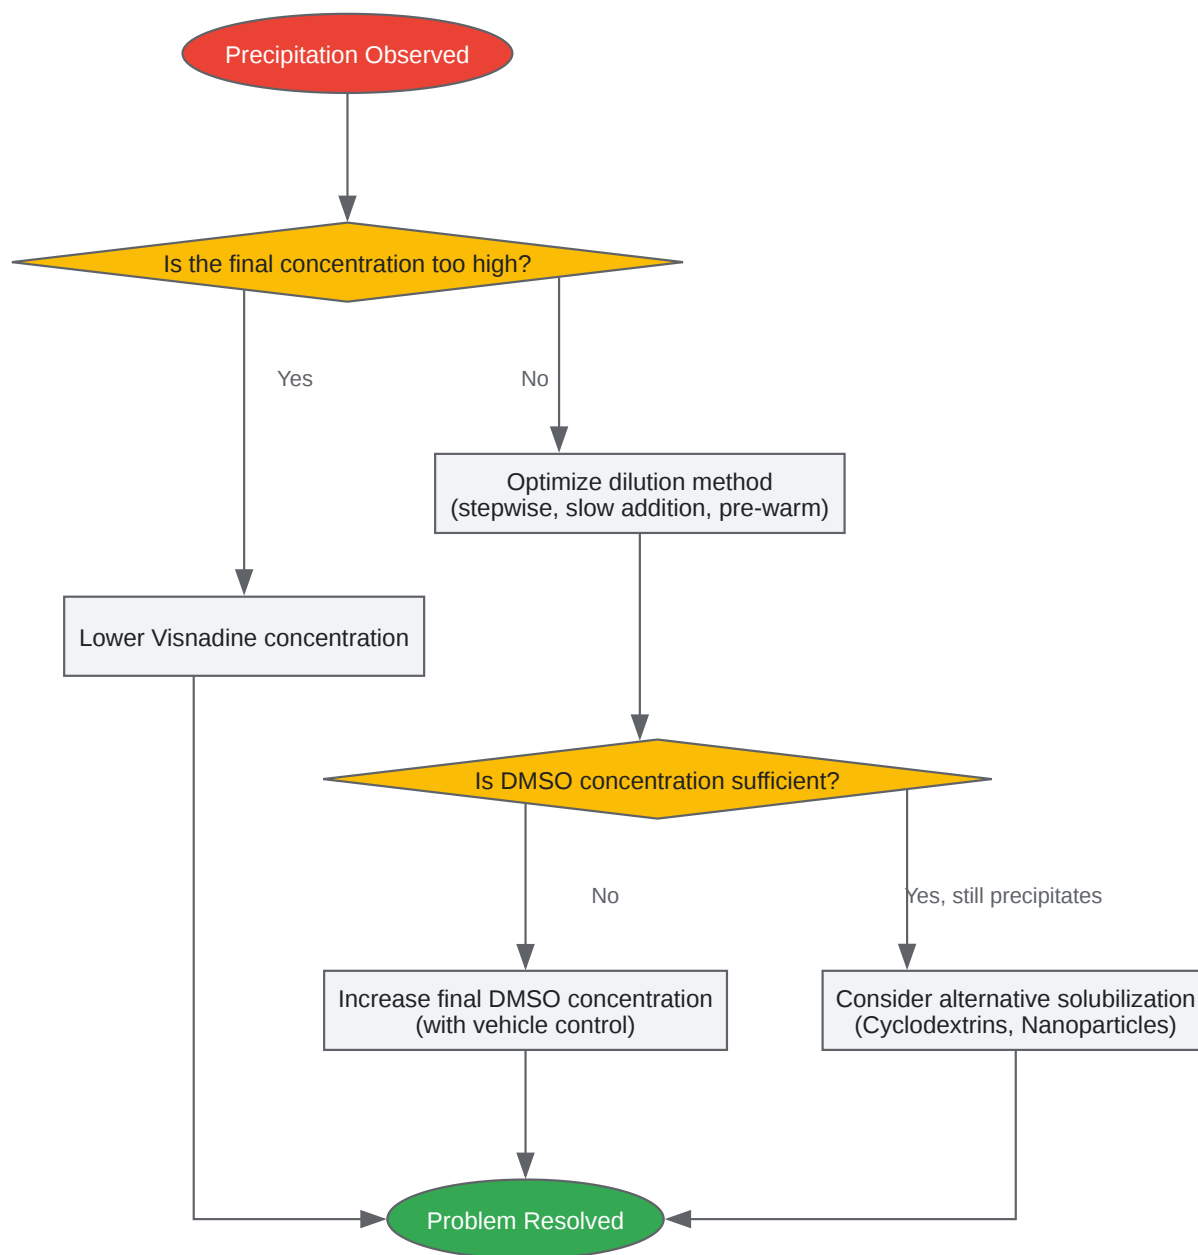 Precipitation Observed
Is the final concentration too high?
Yes
No
Optimize dilution method
(stepwise, slow addition, pre-warm)
Lower Visnadine concentration
Is DMSO concentration sufficient?
No
Yes, still precipitates
Increase final DMSO concentration
(with vehicle control)
Consider alternative solubilization
(Cyclodextrins, Nanoparticles)
Problem Resolved